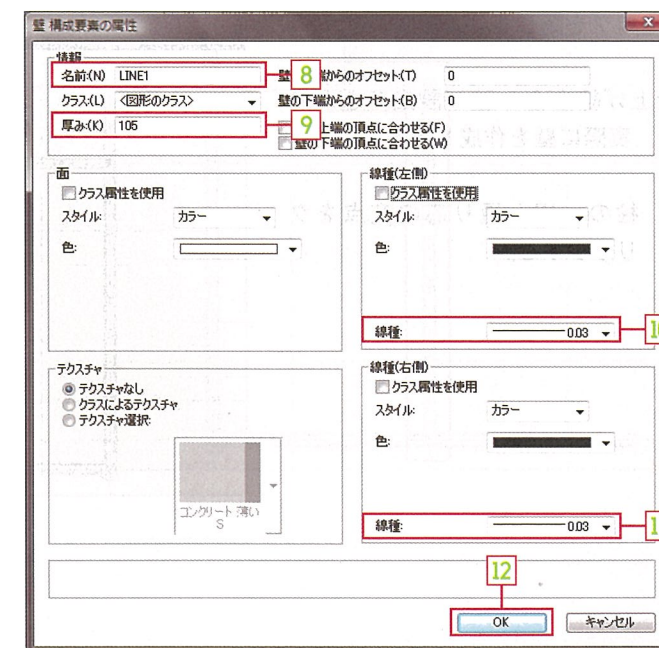 壁 構成要素の属性
情報
名前:(N) LINE1
8
からのオフセット:(T) 0
クラス:(L) <図形のクラス>
壁の下端からのオフセット:(B) 0
厚み:(K) 105
9
上端の頂点に合わせる(F)
壁の下端の頂点に合わせる(W)
面
クラス属性を使用
スタイル: カラー
色:
線種(左側)
クラス属性を使用
スタイル: カラー
色:
線種: 0.03
テクスチャ
テクスチャなし
クラスによるテクスチャ
テクスチャ選択:
コンクリート 薄い
S
線種(右側)
クラス属性を使用
スタイル: カラー
色:
線種: 0.03
12
OK
キャンセル